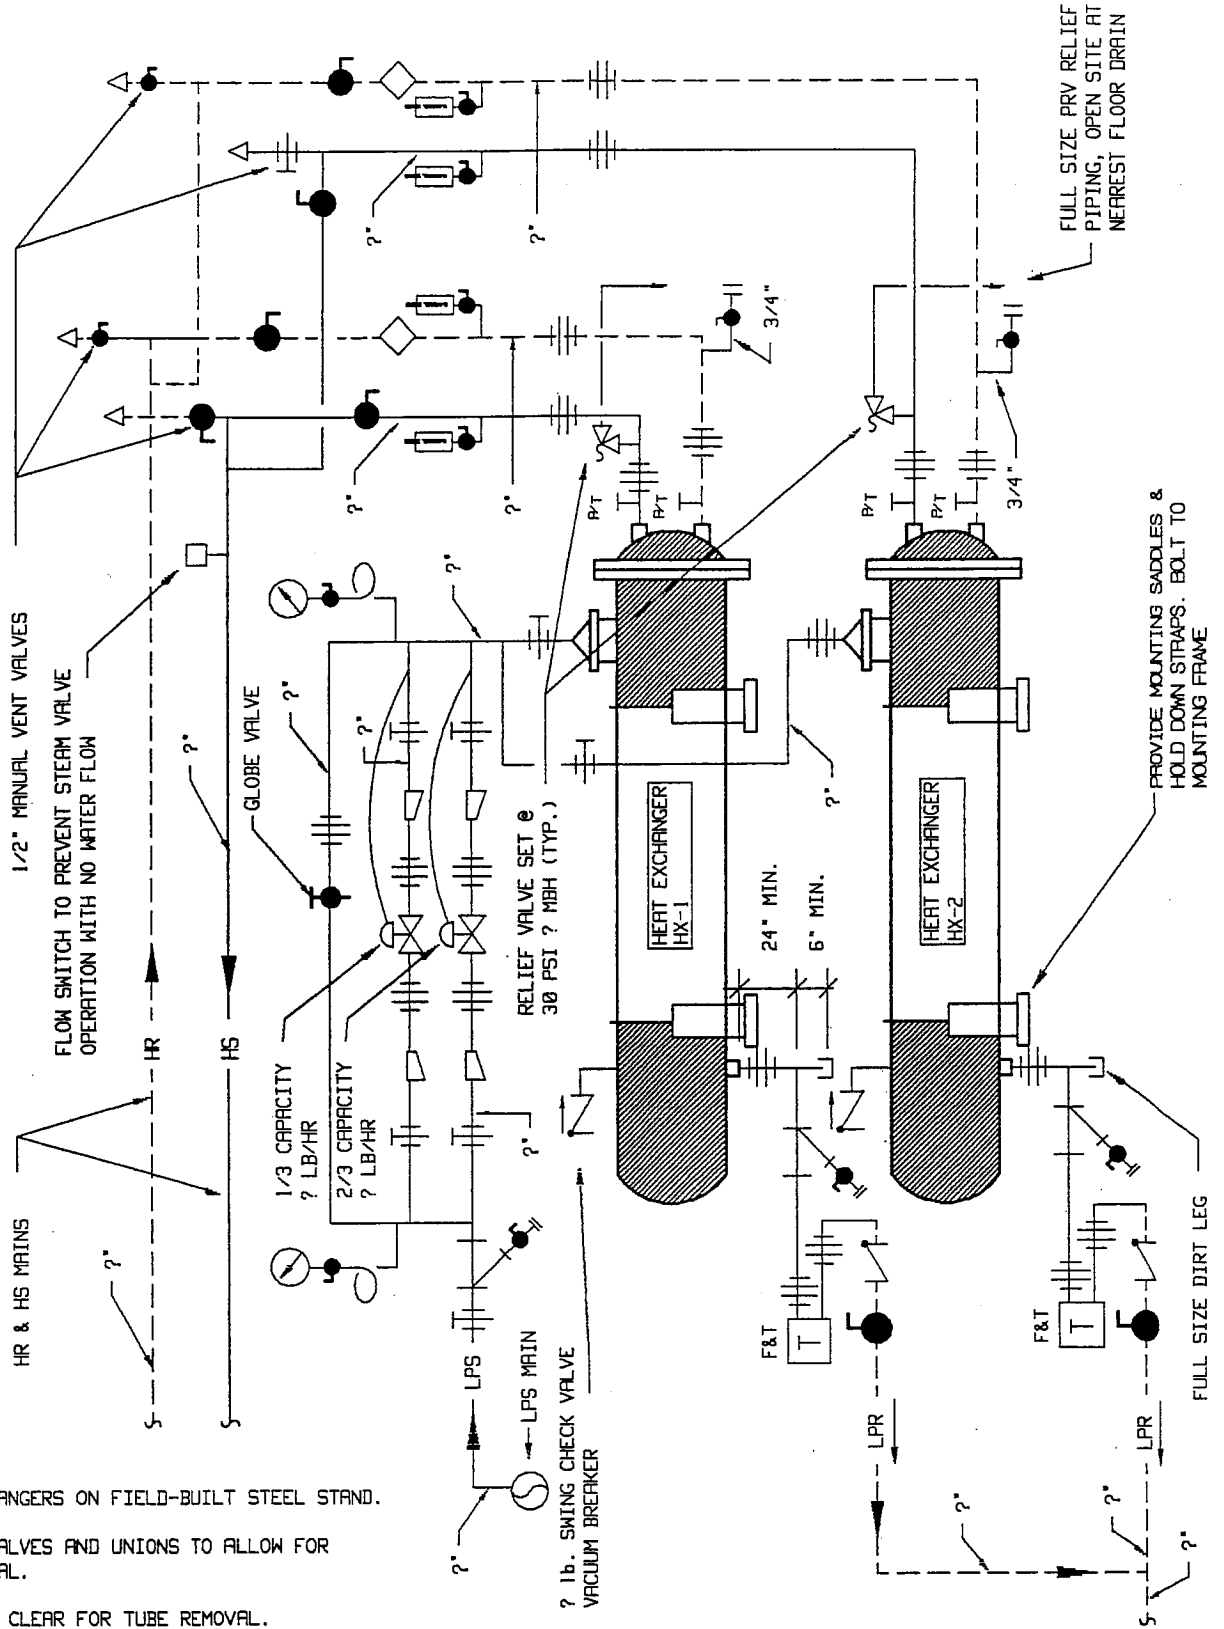 1/2" MANUAL VENT VALVES
FLOW SWITCH TO PREVENT STEAM VALVE
OPERATION WITH NO WATER FLOW
HR & HS MAINS
?"
?"
HR
HS
GLOBE VALVE
?"
?"
?"
1/3 CAPACITY
? LB/HR
2/3 CAPACITY
? LB/HR
?"
LPS
LPS MAIN
?"
RELIEF VALVE SET @
30 PSI ? MBH (TYP.)
? lb. SWING CHECK VALVE
VACUUM BREAKER
?"
?"
?"
?"
P/T
P/T
3/4"
HEAT EXCHANGER
HX-1
24" MIN.
6" MIN.
?"
F&T
T
LPR
P/T
P/T
3/4"
HEAT EXCHANGER
HX-2
F&T
T
LPR
?"
?"
?"
FULL SIZE PRV RELIEF
PIPING, OPEN SITE AT
NEAREST FLOOR DRAIN
PROVIDE MOUNTING SADDLES &
HOLD DOWN STRAPS. BOLT TO
MOUNTING FRAME
FULL SIZE DIRT LEG
ANGERS ON FIELD-BUILT STEEL STAND.
ALVES AND UNIONS TO ALLOW FOR
AL.
CLEAR FOR TUBE REMOVAL.